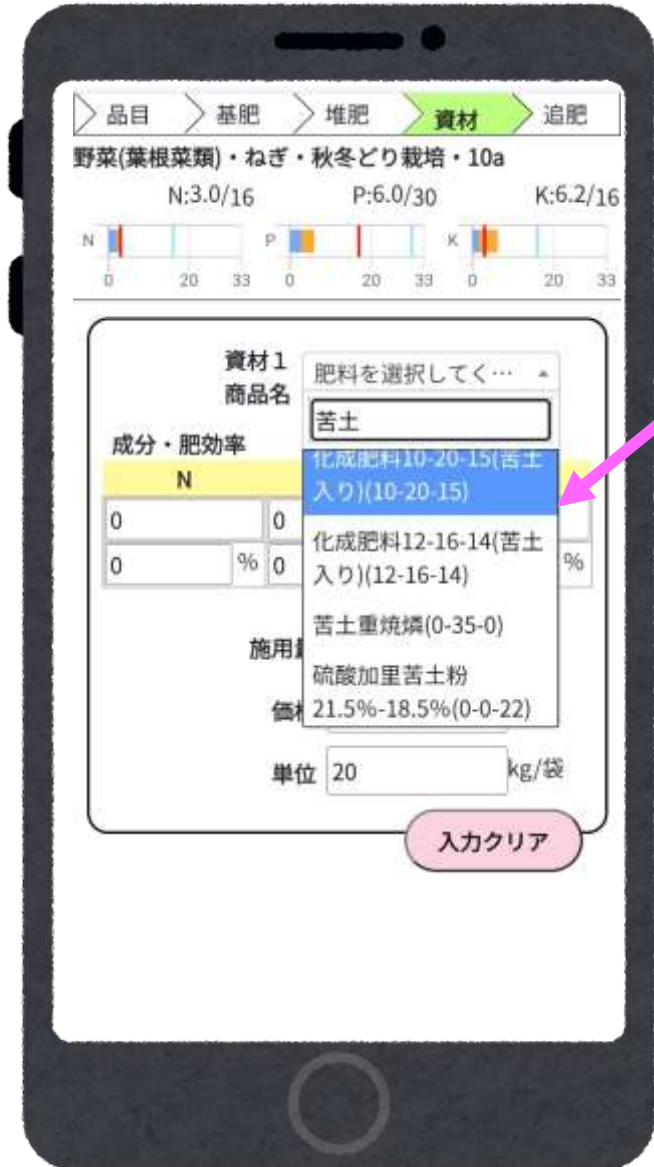 品目 基肥 堆肥 資材 追肥
野菜(葉根菜類)・ねぎ・秋冬どり栽培・10a
N:3.0/16 P:6.0/30 K:6.2/16
N P K
0 20 33 0 20 33 0 20 33
資材1
商品名
肥料を選択してく…
苦土
成分・肥効率
N
化成肥料10-20-15(苦土
入り)(10-20-15)
0 0
化成肥料12-16-14(苦土
入り)(12-16-14)
0 % 0 %
苦土重焼燐(0-35-0)
施用
硫酸加里苦土粉
21.5%-18.5%(0-0-22)
単位 20 kg/袋
入力クリア